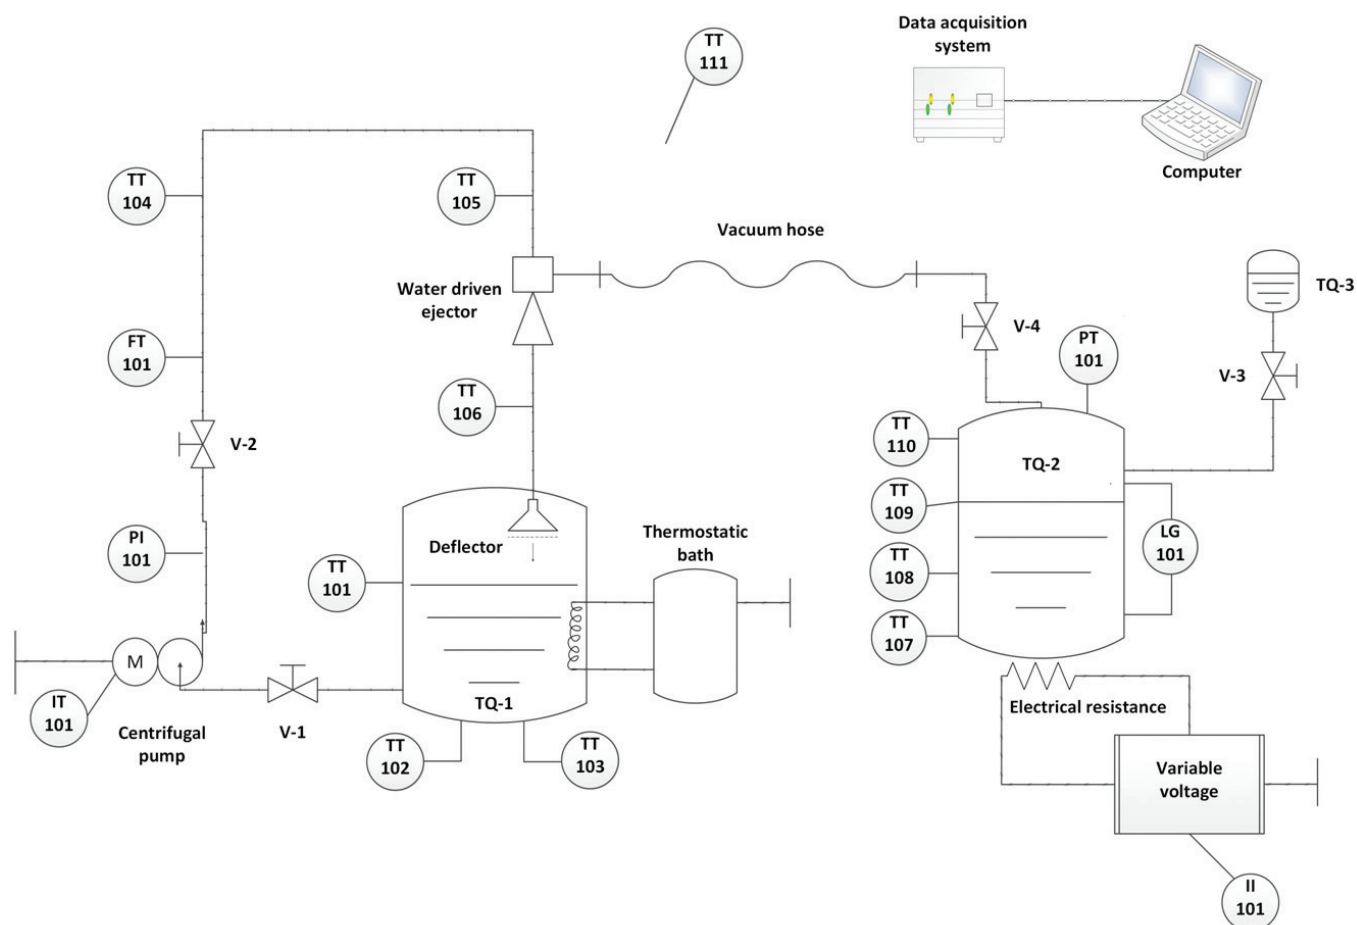 TT
111
Data acquisition
system
Computer
TT
104
TT
105
Vacuum hose
Water driven
ejector
TQ-3
V-4
PT
101
FT
101
V-3
TT
106
V-2
TT
110
TQ-2
TT
109
PI
101
Deflector
Thermostatic
bath
LG
101
TT
101
TT
108
TT
107
M
IT
101
TQ-1
Electrical resistance
Centrifugal
pump
V-1
TT
102
TT
103
Variable
voltage
II
101